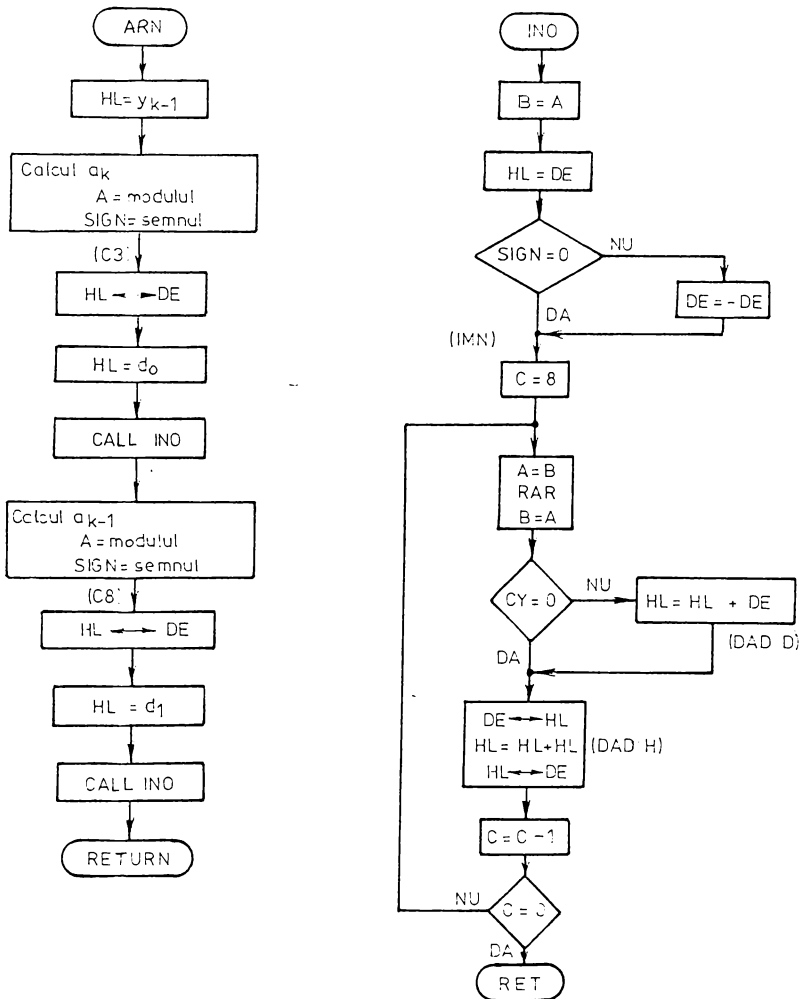 ARN
HL = yk-1
Calcul ak
A = modulul
SIGN = semnul
(C3)
HL ↔ DE
HL = d0
CALL INO
Calcul ak-1
A = modulul
SIGN = semnul
(C8)
HL ↔ DE
HL = d1
CALL INO
RETURN
INO
B = A
HL = DE
SIGN = 0
NU
DE = - DE
DA
(IMN)
C = 8
A = B
RAR
B = A
CY = 0
NU
HL = HL + DE
(DAD D)
DA
DE ↔ HL
HL = HL + HL (DAD H)
HL ↔ DE
C = C - 1
NU
C = 0
DA
RET